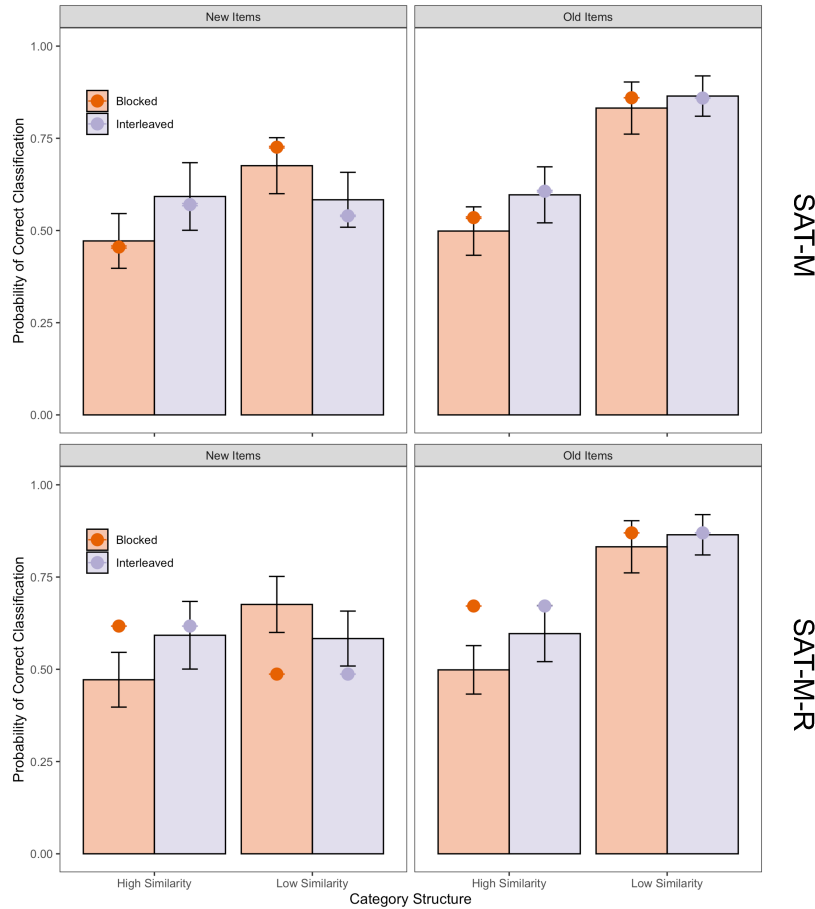 New Items
Old Items
1.00
0.75
0.50
0.25
0.00
Probability of Correct Classification
Blocked
Interleaved
SAT-M
New Items
Old Items
1.00
0.75
0.50
0.25
0.00
Probability of Correct Classification
Blocked
Interleaved
SAT-M-R
High Similarity
Low Similarity
High Similarity
Low Similarity
Category Structure